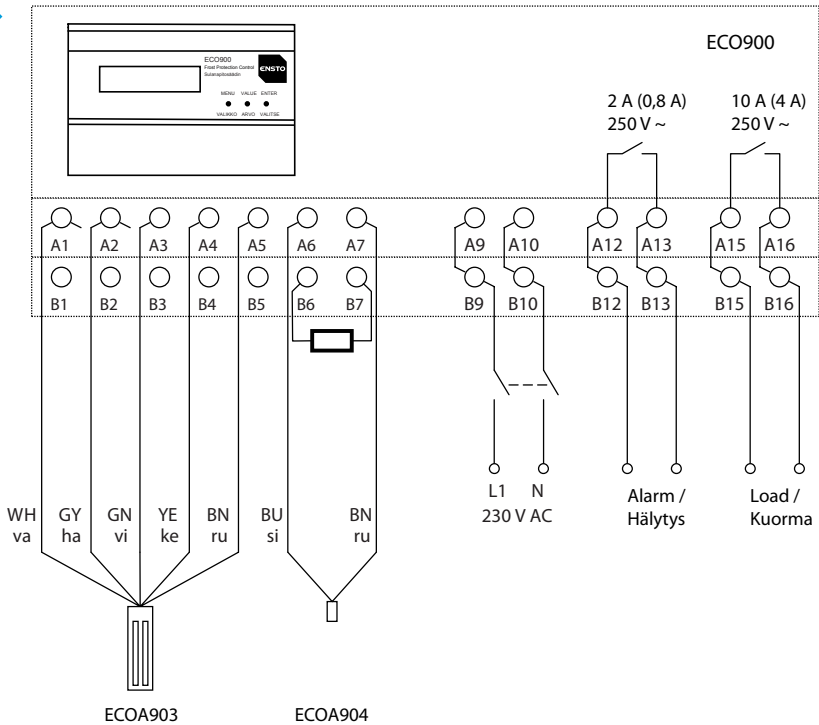 ECO900
ECO900
Frost Protection Control
Sulanapitosäädin
ENSTO
MENU VALUE ENTER
VALIKKO ARVO VALITSE
2 A (0,8 A)
250 V ~
10 A (4 A)
250 V ~
A1 A2 A3 A4 A5 A6 A7 A9 A10 A12 A13 A15 A16
B1 B2 B3 B4 B5 B6 B7 B9 B10 B12 B13 B15 B16
WH GY GN YE BN BU BN
va ha vi ke ru si ru
L1 N
230 V AC
Alarm /
Hälytys
Load /
Kuorma
ECOA903 ECOA904